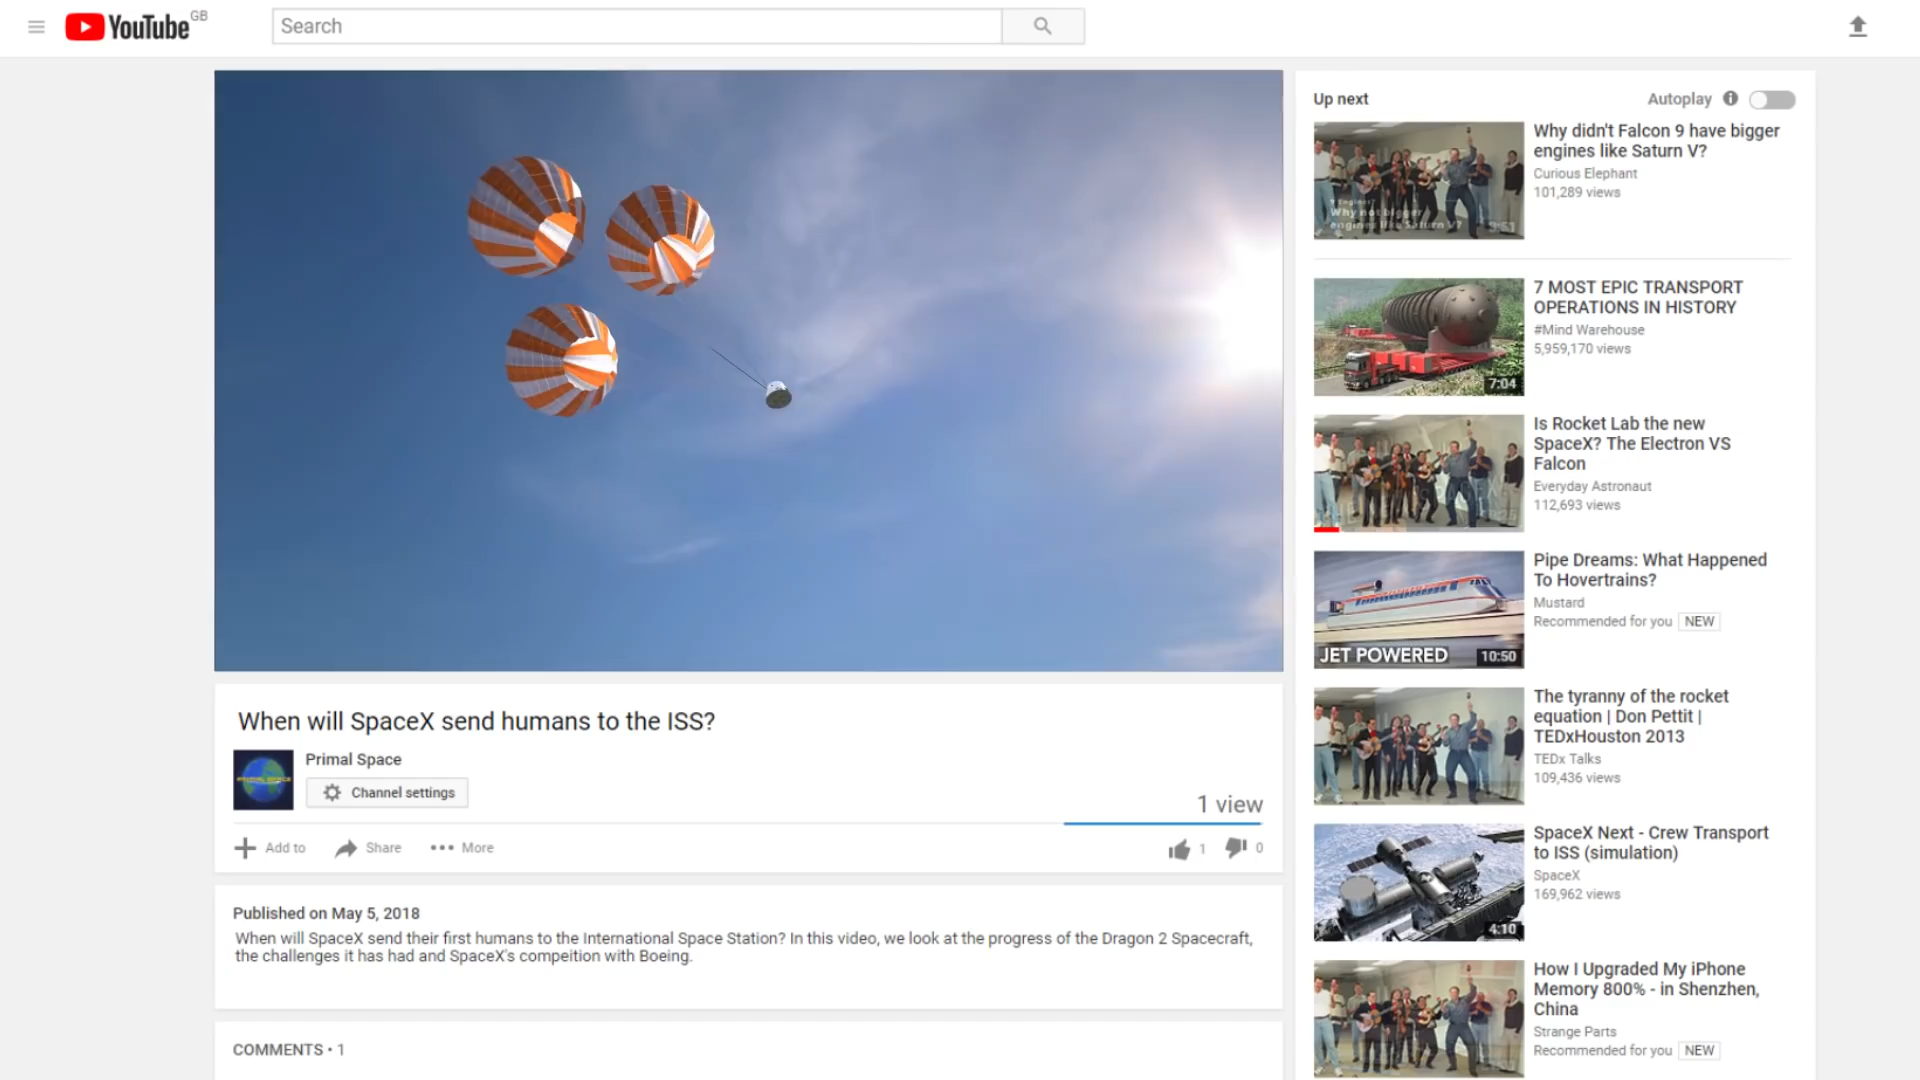 YouTube GB
Search
Up next
Autoplay
Why didn't Falcon 9 have bigger
engines like Saturn V?
Curious Elephant
101,289 views
Why not bigger
engines like Saturn V?
7 MOST EPIC TRANSPORT
OPERATIONS IN HISTORY
#Mind Warehouse
5,959,170 views
7:04
Is Rocket Lab the new
SpaceX? The Electron VS
Falcon
Everyday Astronaut
112,693 views
Pipe Dreams: What Happened
To Hovertrains?
Mustard
Recommended for you NEW
JET POWERED 10:50
The tyranny of the rocket
equation | Don Pettit |
TEDxHouston 2013
TEDx Talks
109,436 views
SpaceX Next - Crew Transport
to ISS (simulation)
SpaceX
169,962 views
4:10
How I Upgraded My iPhone
Memory 800% - in Shenzhen,
China
Strange Parts
Recommended for you NEW
When will SpaceX send humans to the ISS?
PRIMAL SPACE
Primal Space
Channel settings
1 view
Add to Share More 1 0
Published on May 5, 2018
When will SpaceX send their first humans to the International Space Station? In this video, we look at the progress of the Dragon 2 Spacecraft,
the challenges it has had and SpaceX's compeition with Boeing.
COMMENTS • 1